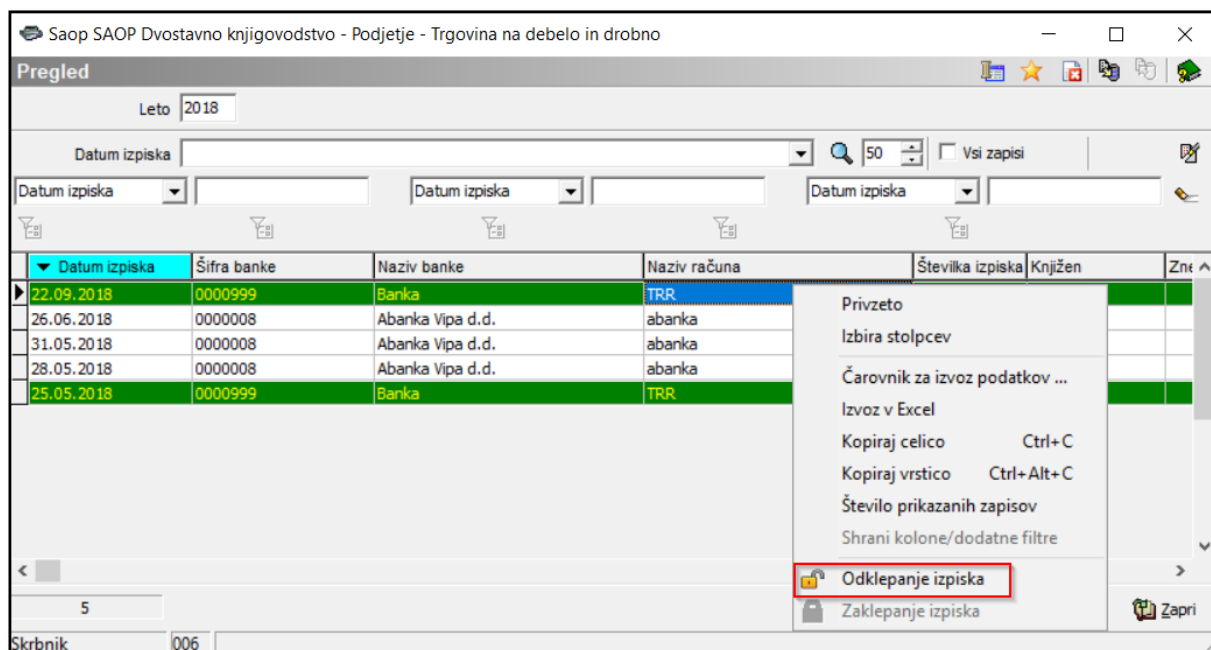 Saop SAOP Dvostavno knjigovodstvo - Podjetje - Trgovina na debelo in drobno
Pregled
Leto 2018
Datum izpiska 50 Vsi zapisi
Datum izpiska Datum izpiska Datum izpiska
Datum izpiska Šifra banke Naziv banke Naziv računa Številka izpiska Knjižen
22.09.2018 0000999 Banka TRR
26.06.2018 0000008 Abanka Vipa d.d. abanka
31.05.2018 0000008 Abanka Vipa d.d. abanka
28.05.2018 0000008 Abanka Vipa d.d. abanka
25.05.2018 0000999 Banka TRR
Privzeto
Izbira stolpcev
Čarovnik za izvoz podatkov ...
Izvoz v Excel
Kopiraj celico Ctrl+C
Kopiraj vrstico Ctrl+Alt+C
Število prikazanih zapisov
Shrani kolone/dodatne filtre
Odklepanje izpiska
Zaklepanje izpiska
5 Zapri
Skrbnik 006